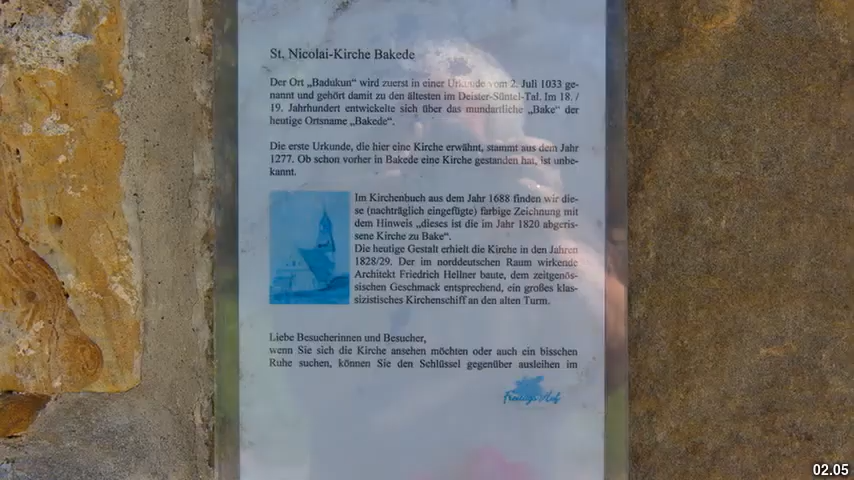 St. Nicolai-Kirche Bakede
Der Ort „Badukun“ wird zuerst in einer Urkunde vom 2. Juli 1033 ge-
nannt und gehört damit zu den ältesten im Deister-Süntel-Tal. Im 18. /
19. Jahrhundert entwickelte sich über das mundartliche „Bake“ der
heutige Ortsname „Bakede“.
Die erste Urkunde, die hier eine Kirche erwähnt, stammt aus dem Jahr
1277. Ob schon vorher in Bakede eine Kirche gestanden hat, ist unbe-
kannt.
Im Kirchenbuch aus dem Jahr 1688 finden wir die-
se (nachträglich eingefügte) farbige Zeichnung mit
dem Hinweis „dieses ist die im Jahr 1820 abgeris-
sene Kirche zu Bake“.
Die heutige Gestalt erhielt die Kirche in den Jahren
1828/29. Der im norddeutschen Raum wirkende
Architekt Friedrich Hellner baute, dem zeitgenös-
sischen Geschmack entsprechend, ein großes klas-
sizistisches Kirchenschiff an den alten Turm.
Liebe Besucherinnen und Besucher,
wenn Sie sich die Kirche ansehen möchten oder auch ein bisschen
Ruhe suchen, können Sie den Schlüssel gegenüber ausleihen im
02.05